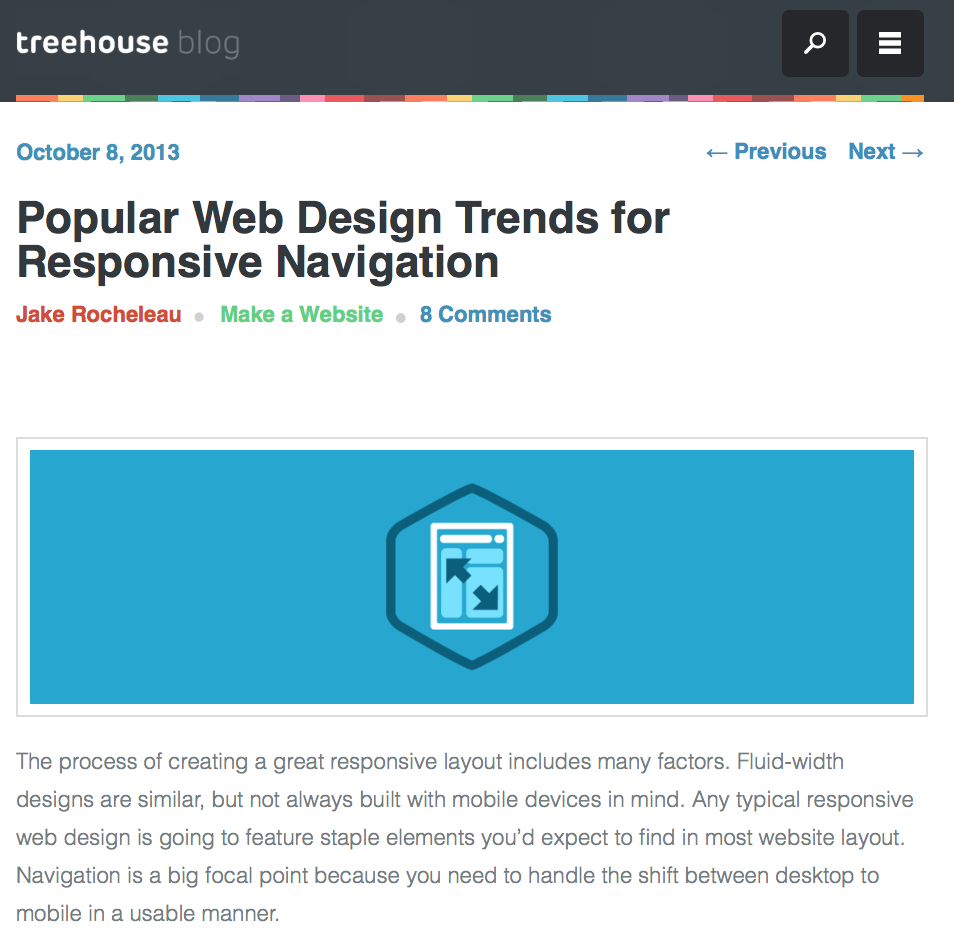 treehouse blog
October 8, 2013
← Previous Next →
Popular Web Design Trends for
Responsive Navigation
Jake Rocheleau • Make a Website • 8 Comments
The process of creating a great responsive layout includes many factors. Fluid-width
designs are similar, but not always built with mobile devices in mind. Any typical responsive
web design is going to feature staple elements you’d expect to find in most website layout.
Navigation is a big focal point because you need to handle the shift between desktop to
mobile in a usable manner.